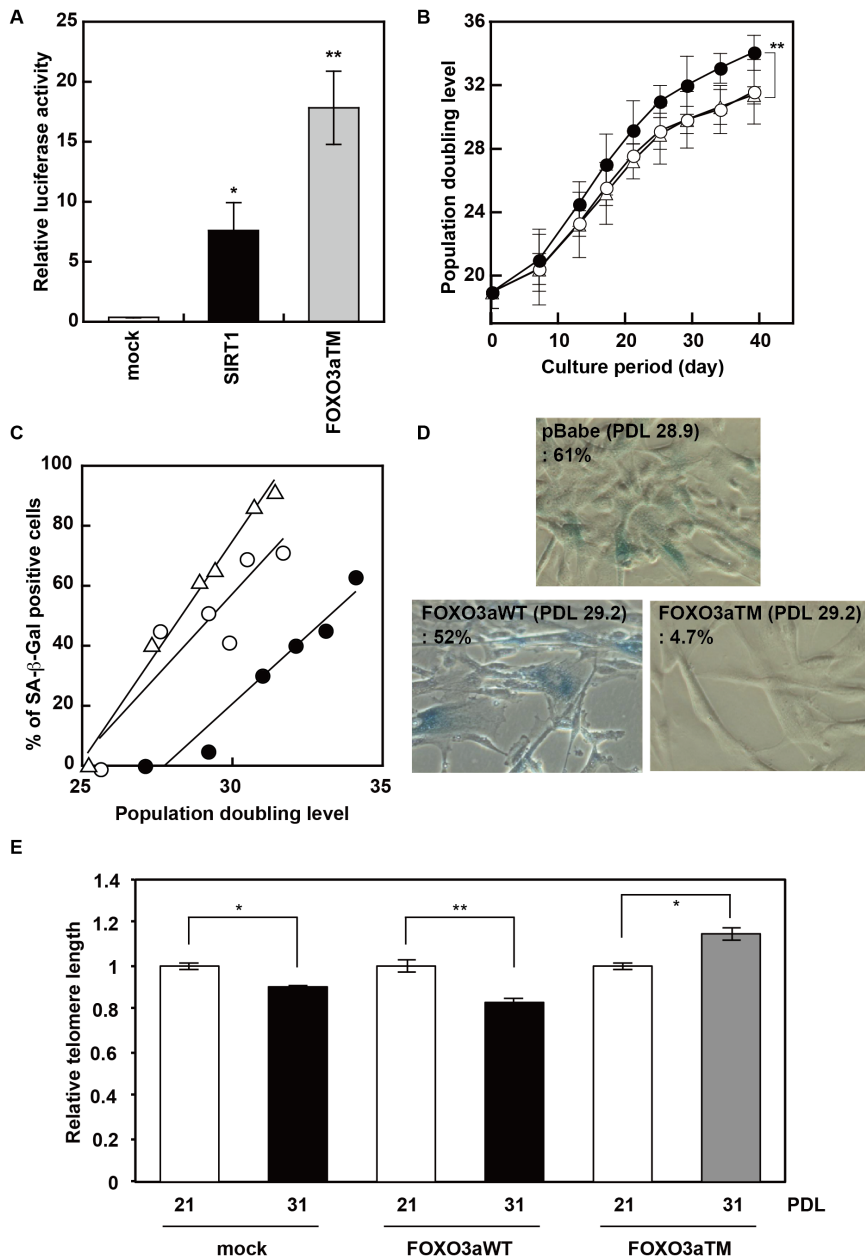 A
Relative luciferase activity
25
20
15
10
5
0
*
**
mock
SIRT1
FOXO3aTM
B
Population doubling level
36
32
28
24
20
**
0
10
20
30
40
Culture period (day)
C
% of SA-β-Gal positive cells
100
80
60
40
20
0
25
30
35
Population doubling level
D
pBabe (PDL 28.9)
: 61%
FOXO3aWT (PDL 29.2)
: 52%
FOXO3aTM (PDL 29.2)
: 4.7%
E
Relative telomere length
1.4
1.2
1
0.8
0.6
0.4
0.2
0
*
**
*
21 31 21 31 21 31 PDL
mock FOXO3aWT FOXO3aTM